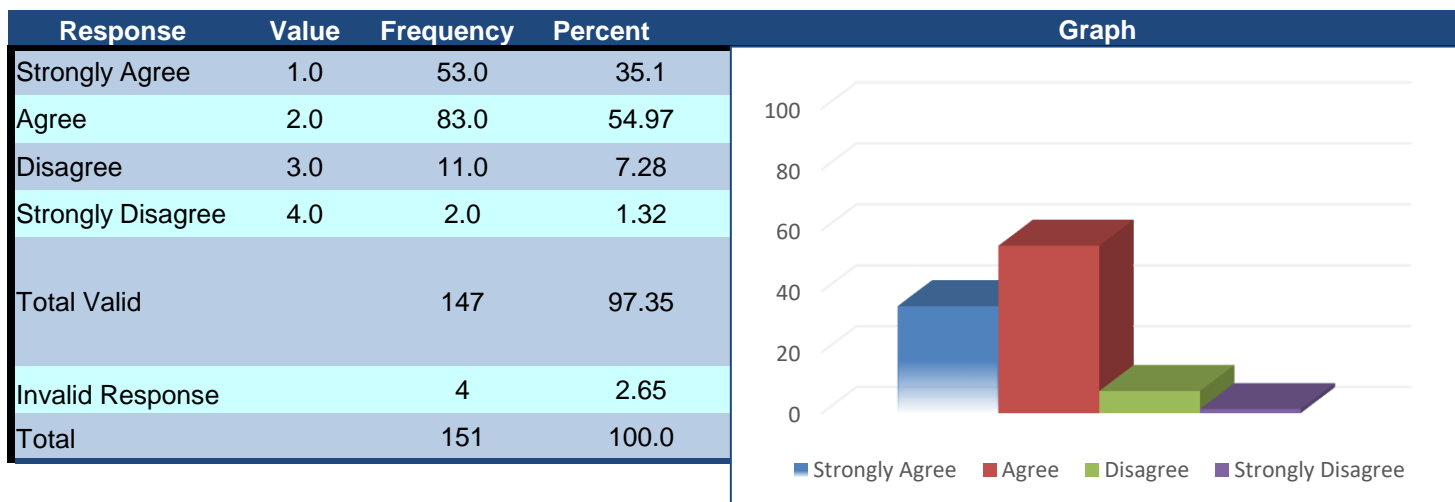 Response Value Frequency Percent Graph
Strongly Agree 1.0 53.0 35.1
Agree 2.0 83.0 54.97
Disagree 3.0 11.0 7.28
Strongly Disagree 4.0 2.0 1.32
Total Valid 147 97.35
Invalid Response 4 2.65
Total 151 100.0
100
80
60
40
20
0
Strongly Agree Agree Disagree Strongly Disagree